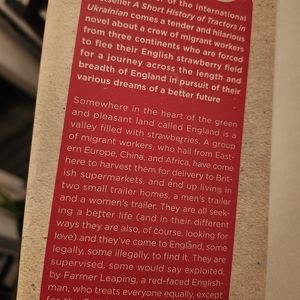 of the international
seller A Short History of Tractors in
Ukrainian comes a tender and hilarious
novel about a crew of migrant workers
from three continents who are forced
to flee their English strawberry field
for a journey across the length and
breadth of England in pursuit of their
various dreams of a better future
Somewhere in the heart of the green
and pleasant land called England is a
valley filled with strawberries. A group
of migrant workers, who hail from East-
ern Europe, China, and Africa, have come
here to harvest them for delivery to Brit-
ish supermarkets, and end up living in
two small trailer homes, a men's trailer
and a women's trailer. They are all seek-
ing a better life (and in their different
ways they are also, of course, looking for
love) and they've come to England, some
legally, some illegally, to find it. They are
supervised, some would say exploited,
by Farmer Leaping, a red-faced English-
man, who treats everyone equally, except
for the